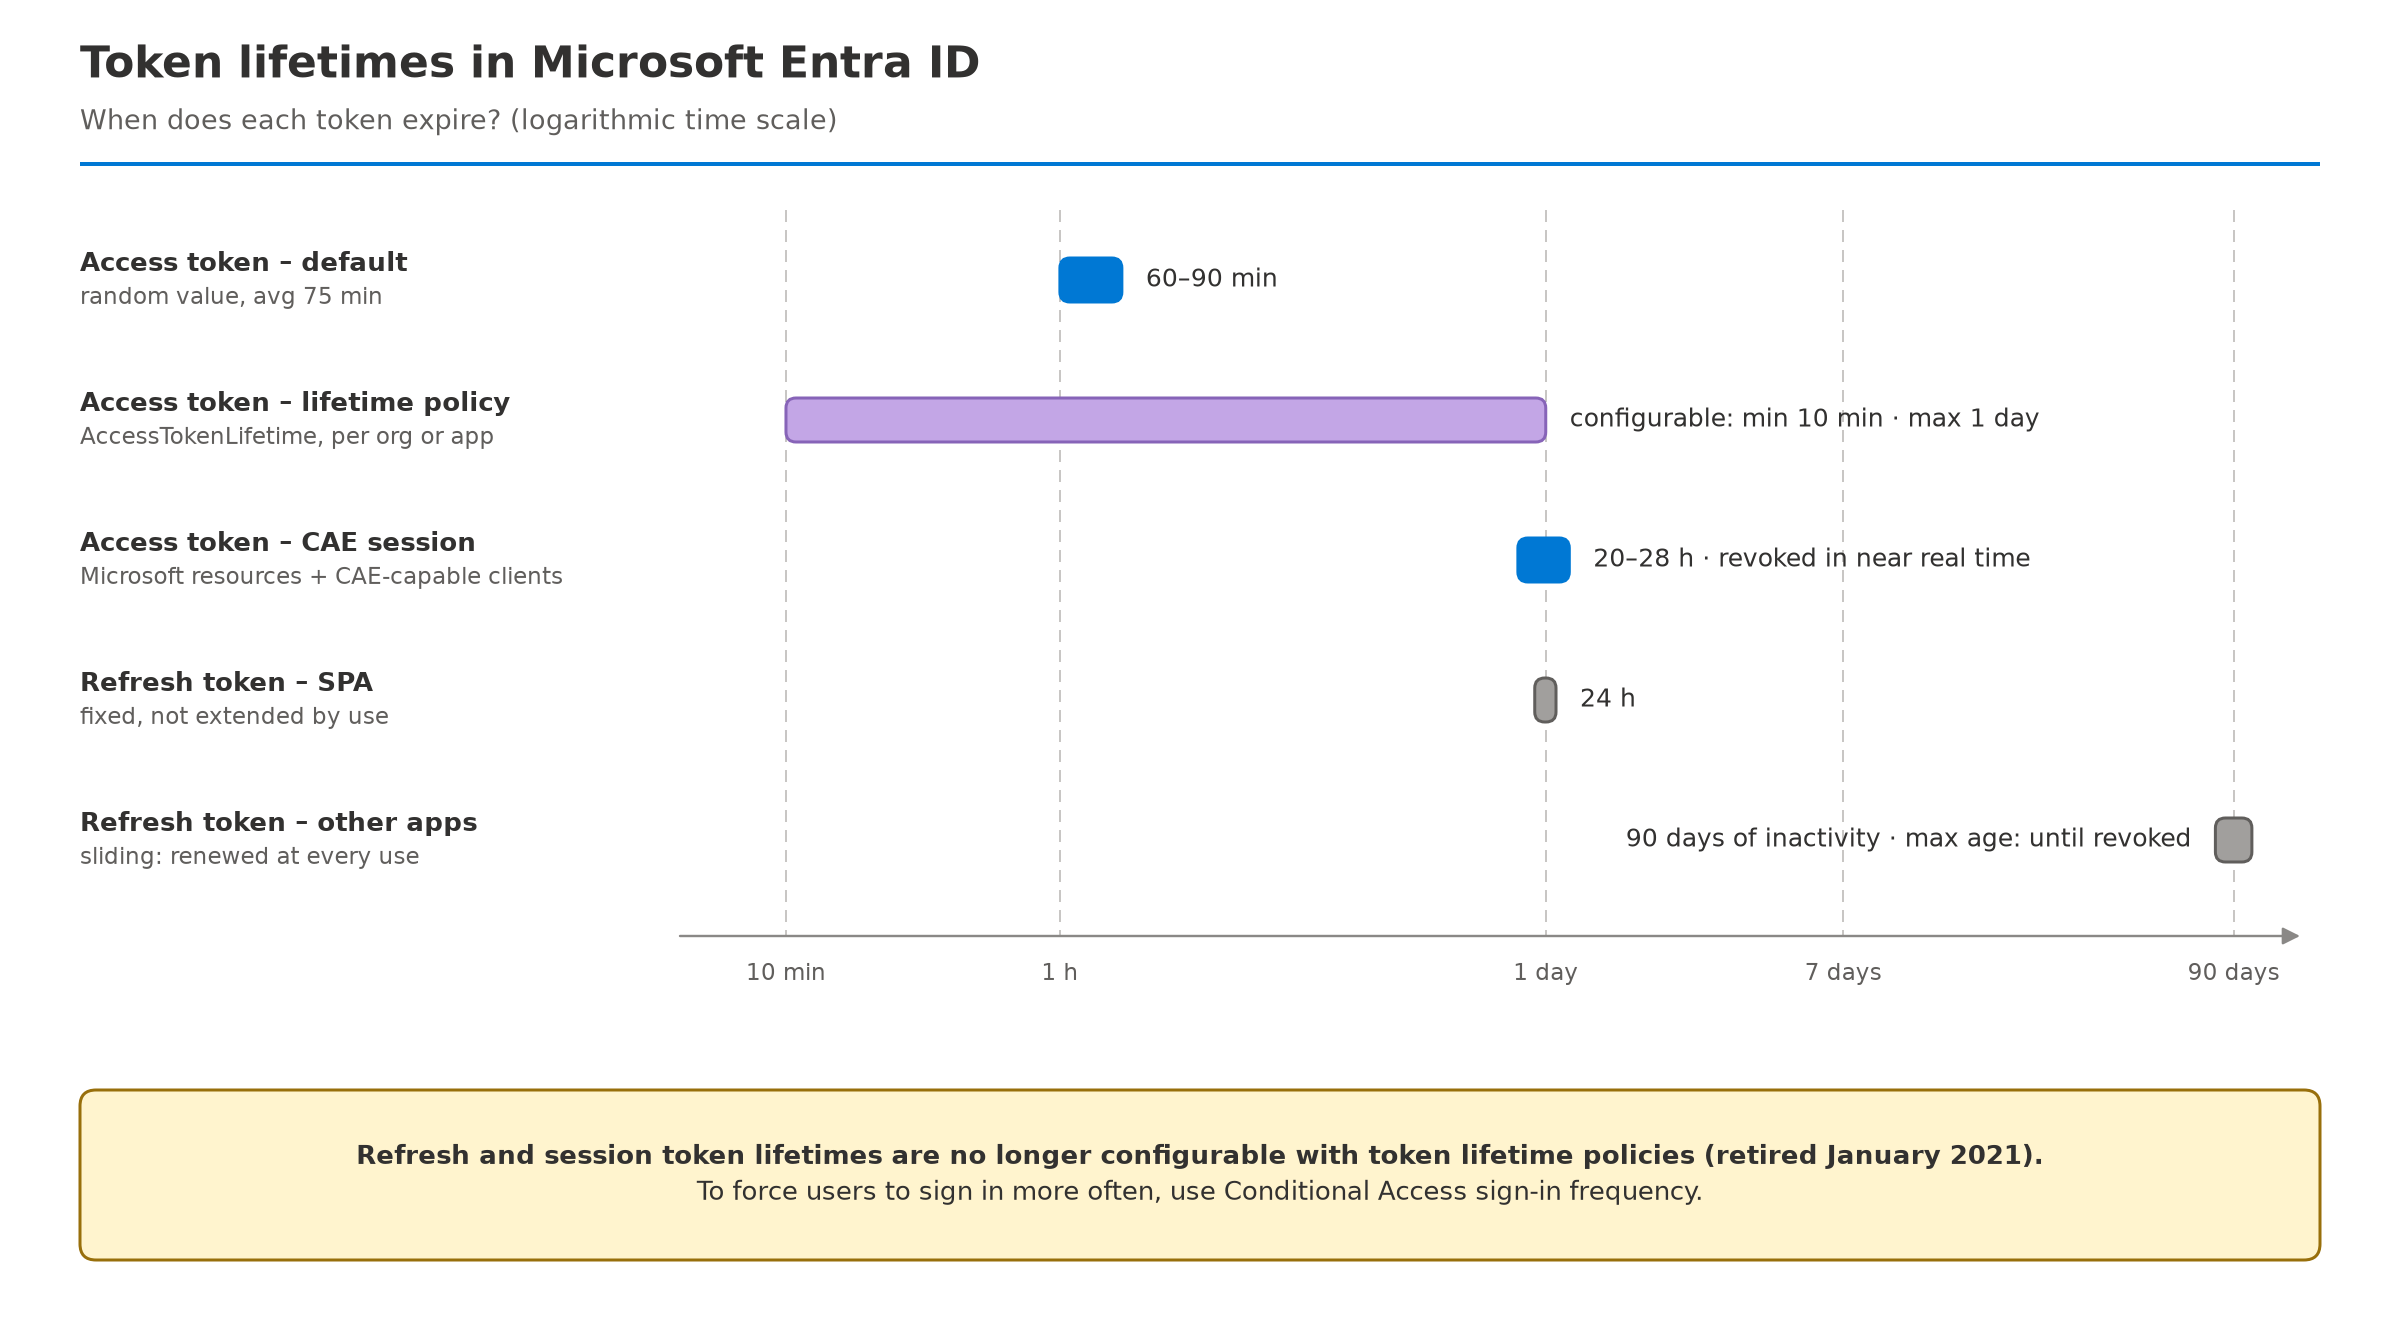 Token lifetimes in Microsoft Entra ID
When does each token expire? (logarithmic time scale)
Access token – default
random value, avg 75 min
60–90 min
Access token – lifetime policy
AccessTokenLifetime, per org or app
configurable: min 10 min · max 1 day
Access token – CAE session
Microsoft resources + CAE-capable clients
20–28 h · revoked in near real time
Refresh token – SPA
fixed, not extended by use
24 h
Refresh token – other apps
sliding: renewed at every use
90 days of inactivity · max age: until revoked
10 min
1 h
1 day
7 days
90 days
Refresh and session token lifetimes are no longer configurable with token lifetime policies (retired January 2021).
To force users to sign in more often, use Conditional Access sign-in frequency.